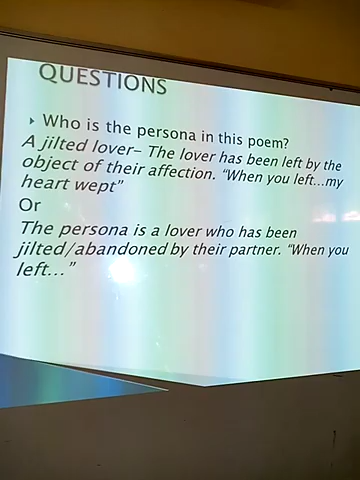 QUESTIONS
Who is the persona in this poem?
A jilted lover– The lover has been left by the
object of their affection. "When you left...my
heart wept"
Or
The persona is a lover who has been
jilted/abandoned by their partner. "When you
left..."